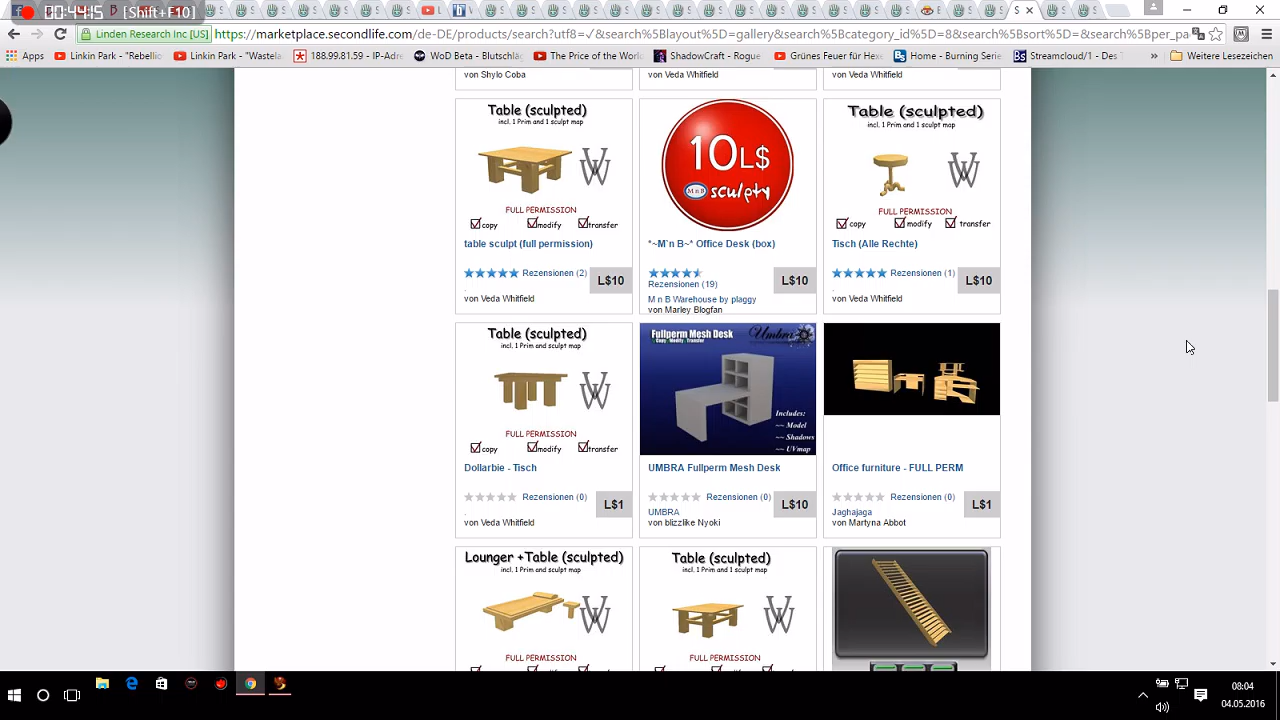 00:44:15 [Shift+F10]
Linden Research Inc [US]
https://marketplace.secondlife.com/de-DE/products/search?utf8=✓&search%5Blayout%5D=gallery&search%5Bcategory_id%5D=8&search%5Bsort%5D=&search%5Bper_pa
Linkin Park - "Rebellio
Linkin Park - "Wastela
188.99.81.59 - IP-Adre
WoD Beta - Blutschlag
The Price of the World
ShadowCraft - Rogue
Grünes Feuer für Hexe
Home - Burning Serie
Streamcloud/1 - Des T
»
Weitere Lesezeichen
von Shylo Coba
von Veda Whitfield
von Veda Whitfield
Table (sculpted)
incl. 1 Prim and 1 sculpt map
FULL PERMISSION
copy modify transfer
table sculpt (full permission)
Rezensionen (2)
L$10
von Veda Whitfield
10L$
M n B sculpty
*~M`n B~* Office Desk (box)
Rezensionen (19)
L$10
M n B Warehouse by plaggy
von Marley Blogfan
Table (sculpted)
incl. 1 Prim and 1 sculpt map
FULL PERMISSION
copy modify transfer
Tisch (Alle Rechte)
Rezensionen (1)
L$10
von Veda Whitfield
Table (sculpted)
incl. 1 Prim and 1 sculpt map
FULL PERMISSION
copy modify transfer
Dollarbie - Tisch
Rezensionen (0)
L$1
von Veda Whitfield
Fullperm Mesh Desk
Copy - Modify - Transfer
Umbra
Includes:
~~ Model
~~ Shadows
~~ UVmap
UMBRA Fullperm Mesh Desk
Rezensionen (0)
L$10
UMBRA
von blizzlike Nyoki
Office furniture - FULL PERM
Rezensionen (0)
L$1
Jaghajaga
von Martyna Abbot
Lounger +Table (sculpted)
incl. 1 Prim and 1 sculpt map
FULL PERMISSION
Table (sculpted)
incl. 1 Prim and 1 sculpt map
FULL PERMISSION
08:04
04.05.2016